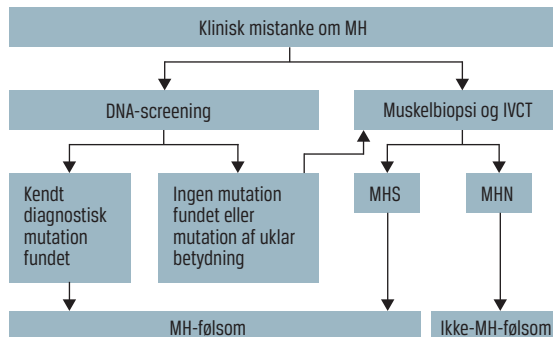 Klinisk mistanke om MH
DNA-screening
Muskelbiopsi og IVCT
Kendt
diagnostisk
mutation
fundet
Ingen mutation
fundet eller
mutation af uklar
betydning
MHS
MHN
MH-følsom
Ikke-MH-følsom